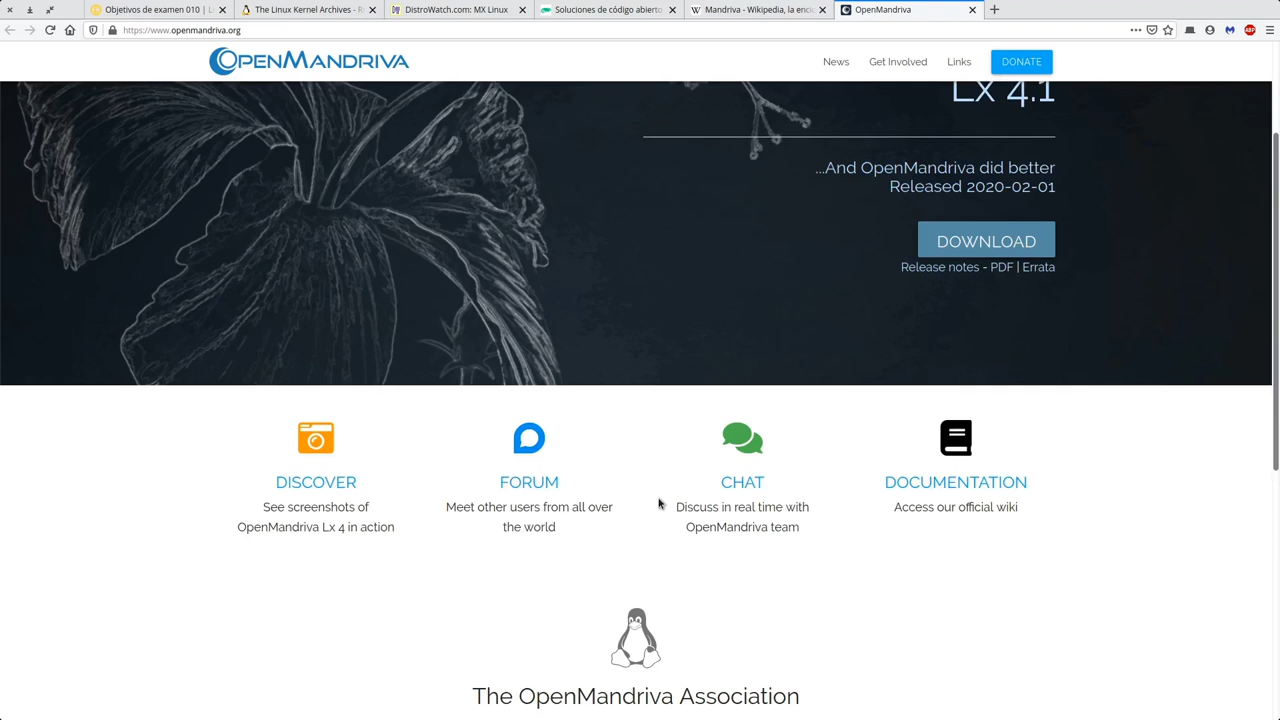 Objetivos de examen 010 | L
The Linux Kernel Archives - R
DistroWatch.com: MX Linux
Soluciones de código abierto
Mandriva - Wikipedia, la enci
OpenMandriva
https://www.openmandriva.org
ABP
OPENMANDRIVA
News
Get Involved
Links
DONATE
Lx 4.1
...And OpenMandriva did better
Released 2020-02-01
DOWNLOAD
Release notes - PDF | Errata
DISCOVER
See screenshots of
OpenMandriva Lx 4 in action
FORUM
Meet other users from all over
the world
CHAT
Discuss in real time with
OpenMandriva team
DOCUMENTATION
Access our official wiki
The OpenMandriva Association